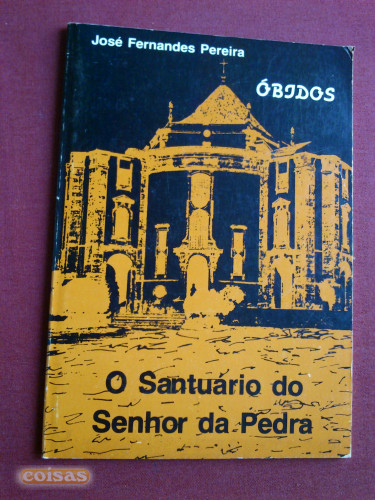 José Fernandes Pereira
ÓBIDOS
O Santuário do
Senhor da Pedra
coisas